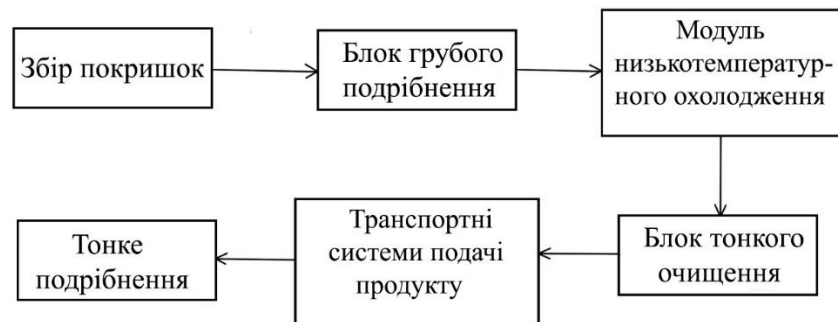 Збір покришок
Блок грубого
подрібнення
Модуль
низькотемператур-
ного охолодження
Тонке
подрібнення
Транспортні
системи подачі
продукту
Блок тонкого
очищення